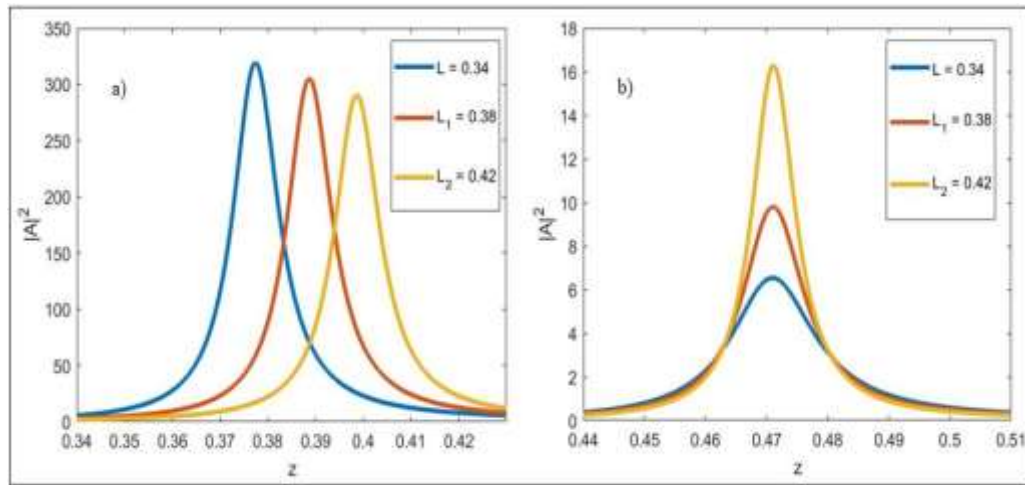 350
300
250
200
150
100
50
0
|A|²
a)
L = 0.34
L₁ = 0.38
L₂ = 0.42
0.34 0.35 0.36 0.37 0.38 0.39 0.4 0.41 0.42
z
18
16
14
12
10
8
6
4
2
0
|A|²
b)
L = 0.34
L₁ = 0.38
L₂ = 0.42
0.44 0.45 0.46 0.47 0.48 0.49 0.5 0.51
z